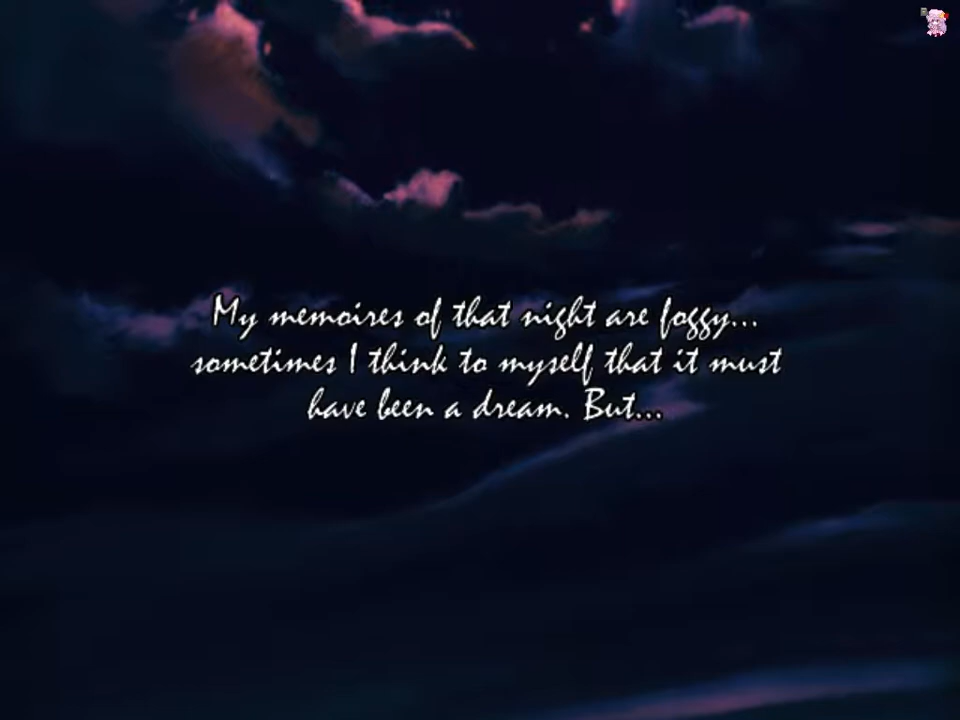 My memoires of that night are foggy...
sometimes I think to myself that it must
have been a dream. But...